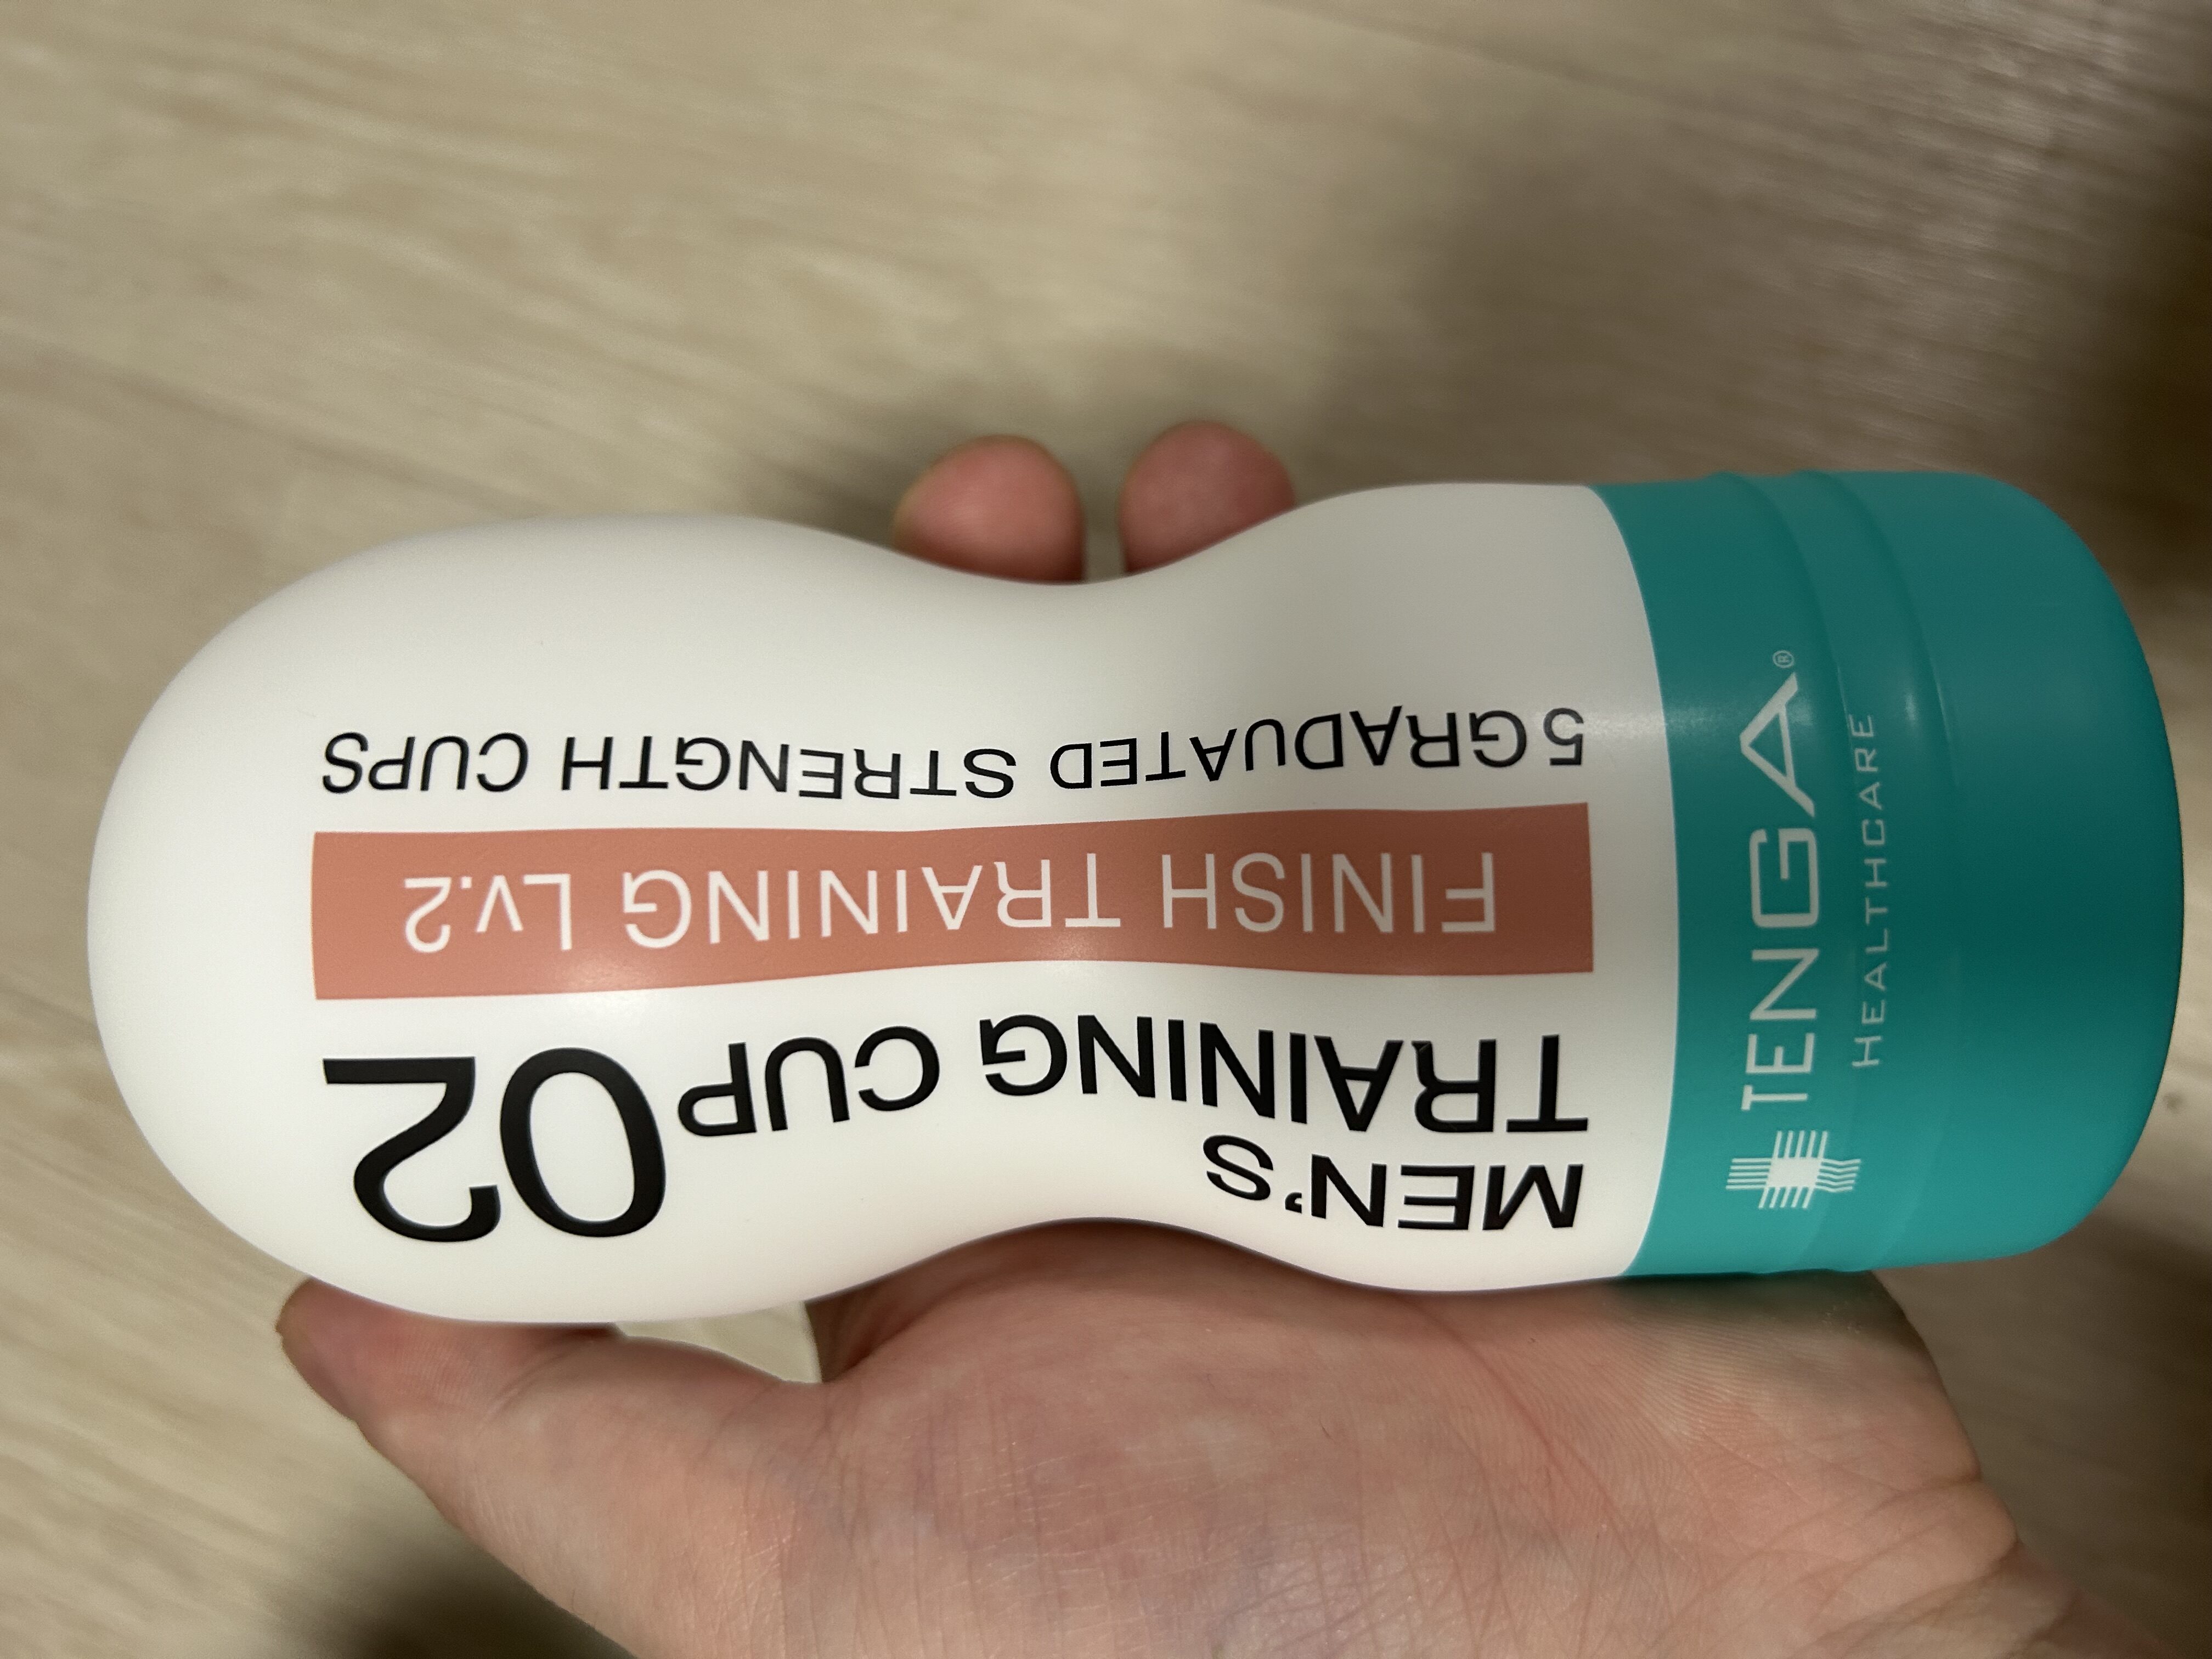 TENGA®
HEALTHCARE
MEN'S
TRAINING CUP 02
FINISH TRAINING Lv.2
5 GRADUATED STRENGTH CUPS